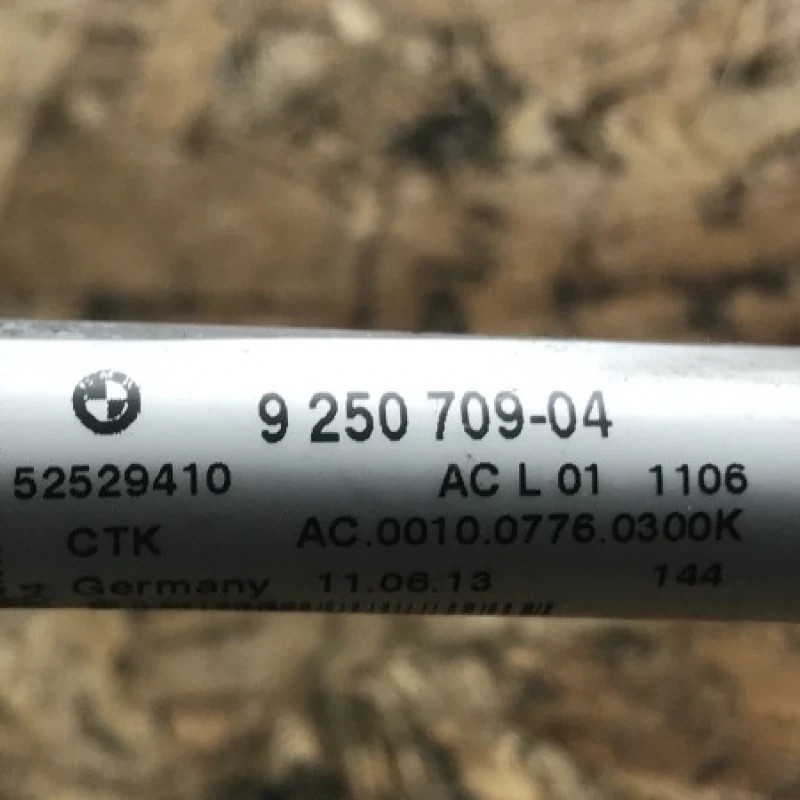 9 250 709-04
52529410 AC L 01 1106
CTK AC.0010.0776.0300K
Germany 11.06.13 144